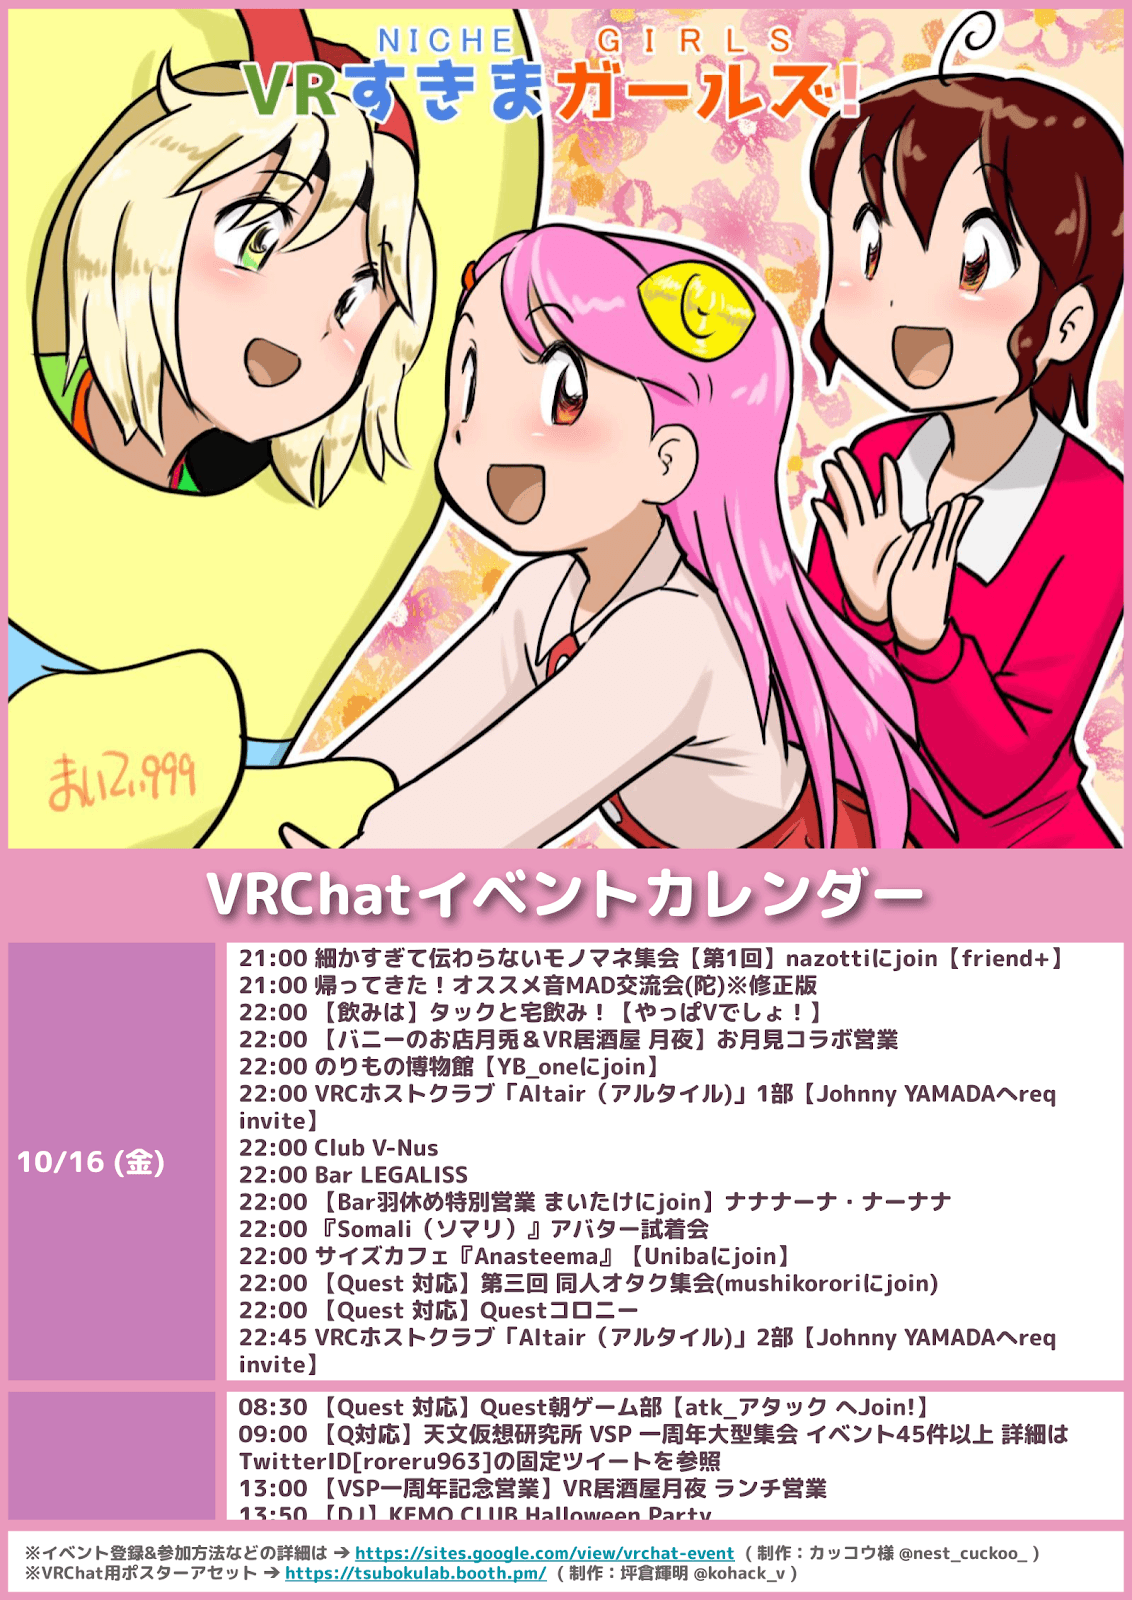 NICHE GIRLS
VRすきまガールズ!
まいてぃ999
VRChatイベントカレンダー
10/16 (金)
21:00 細かすぎて伝わらないモノマネ集会【第1回】nazottiにjoin【friend+】
21:00 帰ってきた！オススメ音MAD交流会(陀)※修正版
22:00 【飲みは】タックと宅飲み！【やっぱVでしょ！】
22:00 【バニーのお店月兎＆VR居酒屋 月夜】お月見コラボ営業
22:00 のりもの博物館【YB_oneにjoin】
22:00 VRCホストクラブ「Altair（アルタイル)」1部【Johnny YAMADAへreq
invite】
22:00 Club V-Nus
22:00 Bar LEGALISS
22:00 【Bar羽休め特別営業 まいたけにjoin】ナナナーナ・ナーナナ
22:00 『Somali（ソマリ）』アバター試着会
22:00 サイズカフェ『Anasteema』【Unibaにjoin】
22:00 【Quest 対応】第三回 同人オタク集会(mushikororiにjoin)
22:00 【Quest 対応】Questコロニー
22:45 VRCホストクラブ「Altair（アルタイル)」2部【Johnny YAMADAへreq
invite】
08:30 【Quest 対応】Quest朝ゲーム部【atk_アタック へJoin!】
09:00 【Q対応】天文仮想研究所 VSP 一周年大型集会 イベント45件以上 詳細は
TwitterID[roreru963]の固定ツイートを参照
13:00 【VSP一周年記念営業】VR居酒屋月夜 ランチ営業
13:50 【DJ】KEMO CLUB Halloween Party
※イベント登録&参加方法などの詳細は ➔ https://sites.google.com/view/vrchat-event （ 制作：カッコウ様 @nest_cuckoo_ ）
※VRChat用ポスターアセット ➔ https://tsubokulab.booth.pm/ （ 制作：坪倉輝明 @kohack_v ）